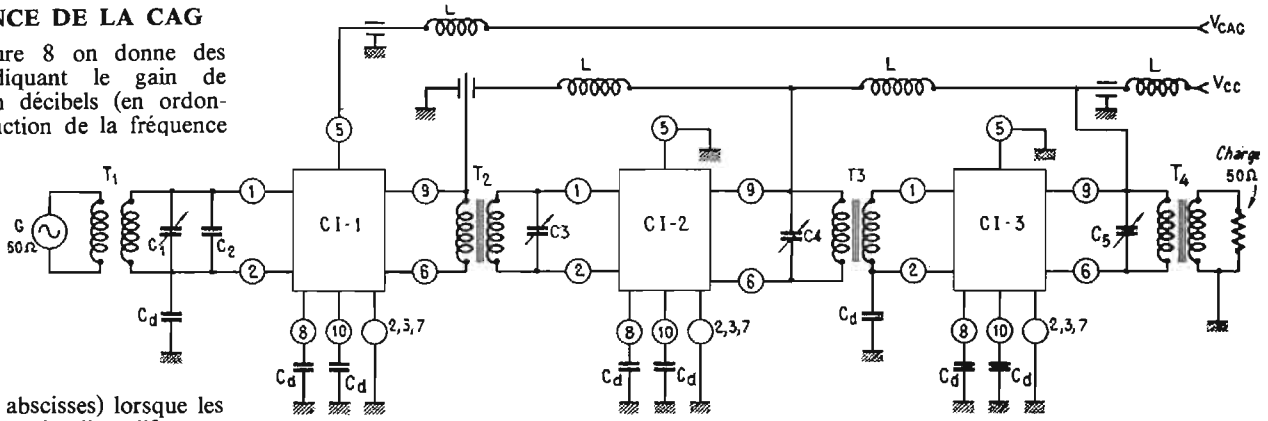 NCE DE LA CAG
ure 8 on donne des
diquant le gain de
n décibels (en ordon-
nction de la fréquence
abscisses) lorsque les
L
V_CAG
L
L
L
V_CC
5
5
5
Charge
50Ω
T1
T2
T3
T4
G
50Ω
C1
C2
1
2
CI-1
9
6
C3
1
2
CI-2
9
6
C4
1
2
CI-3
9
6
C5
Cd
8
10
2,5,7
Cd
Cd
8
10
2,3,7
Cd
Cd
Cd
8
10
2,3,7
Cd
Cd